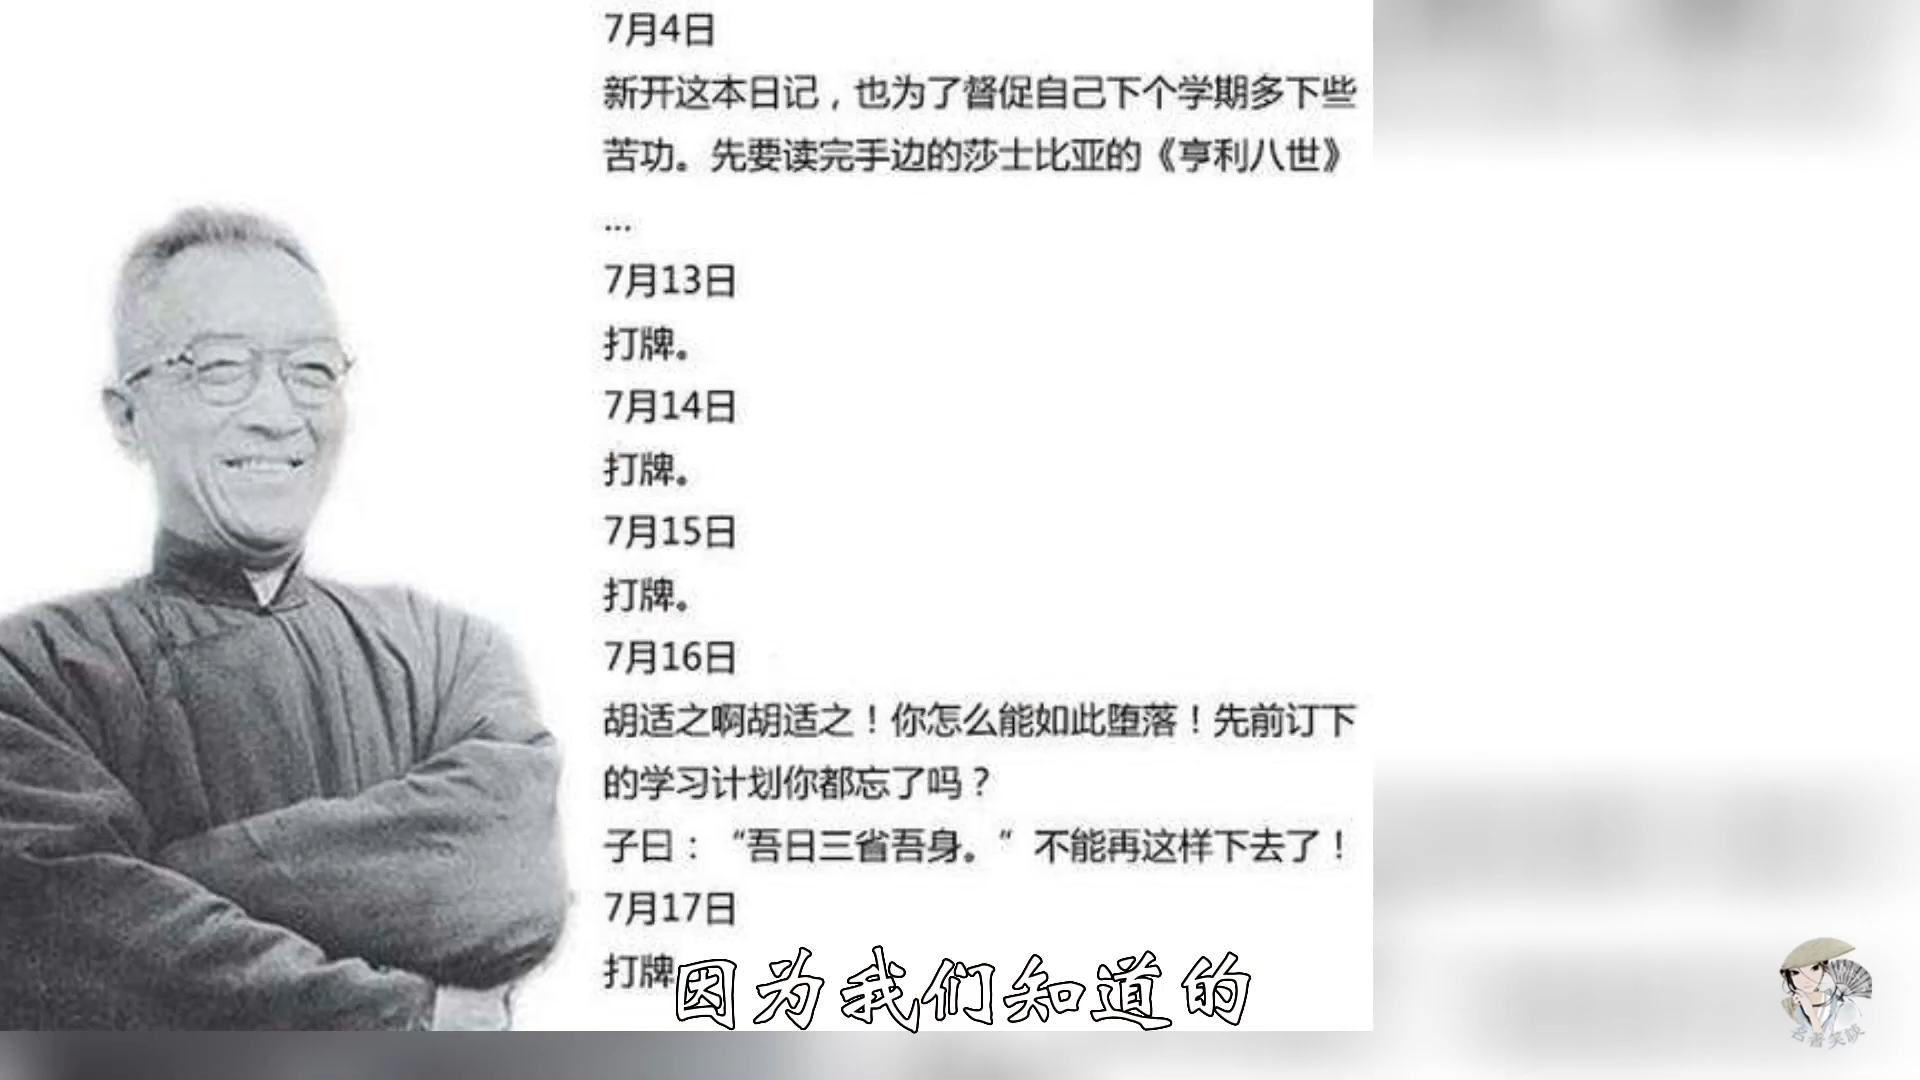 7月4日
新开这本日记，也为了督促自己下个学期多下些
苦功。先要读完手边的莎士比亚的《亨利八世》
...
7月13日
打牌。
7月14日
打牌。
7月15日
打牌。
7月16日
胡适之啊胡适之！你怎么能如此堕落！先前订下
的学习计划你都忘了吗？
子曰：“吾日三省吾身。”不能再这样下去了！
7月17日
打牌
因为我们知道的